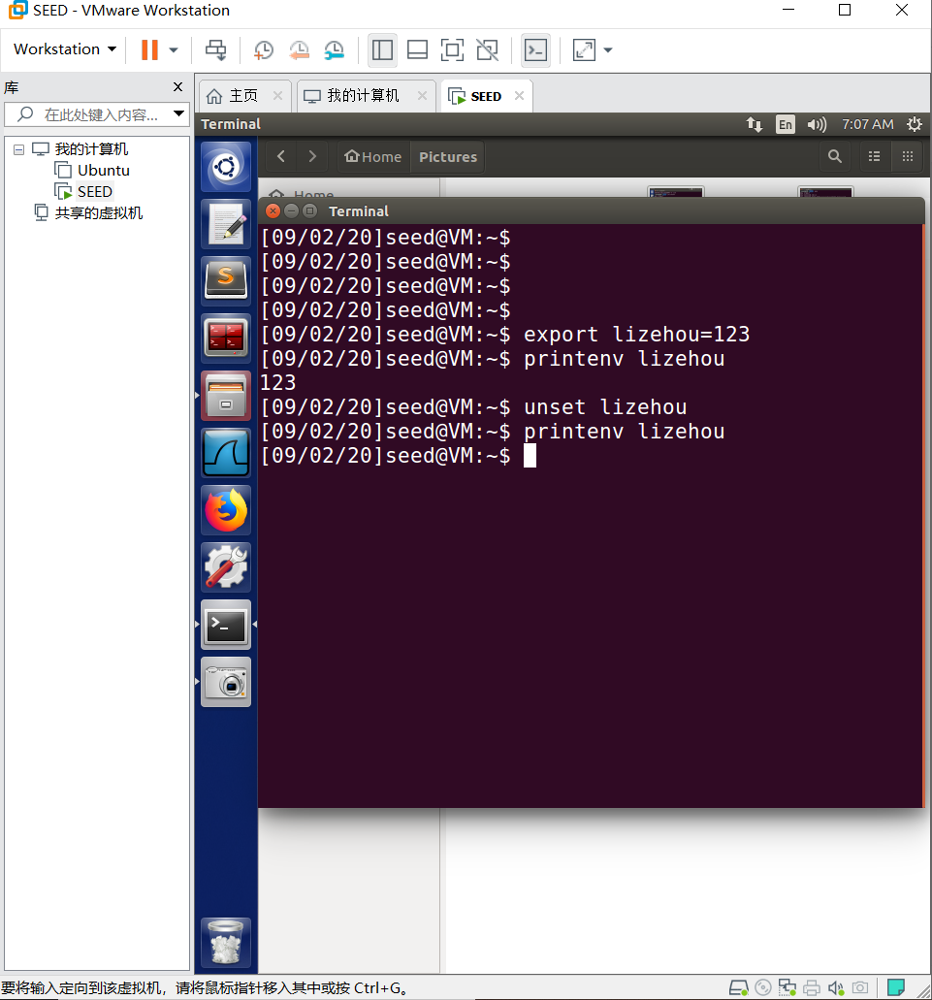 SEED - VMware Workstation
Workstation
库
在此处键入内容...
我的计算机
Ubuntu
SEED
共享的虚拟机
主页
我的计算机
SEED
Terminal
En
7:07 AM
Home
Pictures
Home
Terminal
[09/02/20]seed@VM:~$
[09/02/20]seed@VM:~$
[09/02/20]seed@VM:~$
[09/02/20]seed@VM:~$
[09/02/20]seed@VM:~$ export lizehou=123
[09/02/20]seed@VM:~$ printenv lizehou
123
[09/02/20]seed@VM:~$ unset lizehou
[09/02/20]seed@VM:~$ printenv lizehou
[09/02/20]seed@VM:~$
要将输入定向到该虚拟机，请将鼠标指针移入其中或按 Ctrl+G。